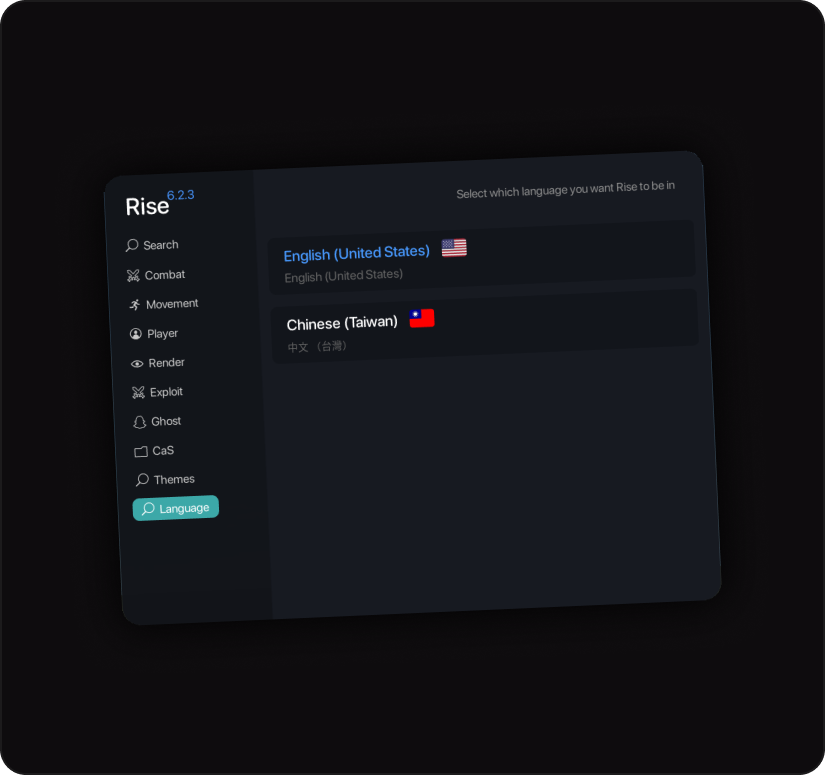 Rise 6.2.3
Search
Combat
Movement
Player
Render
Exploit
Ghost
CaS
Themes
Language
Select which language you want Rise to be in
English (United States)
English (United States)
Chinese (Taiwan)
中文 （台灣）